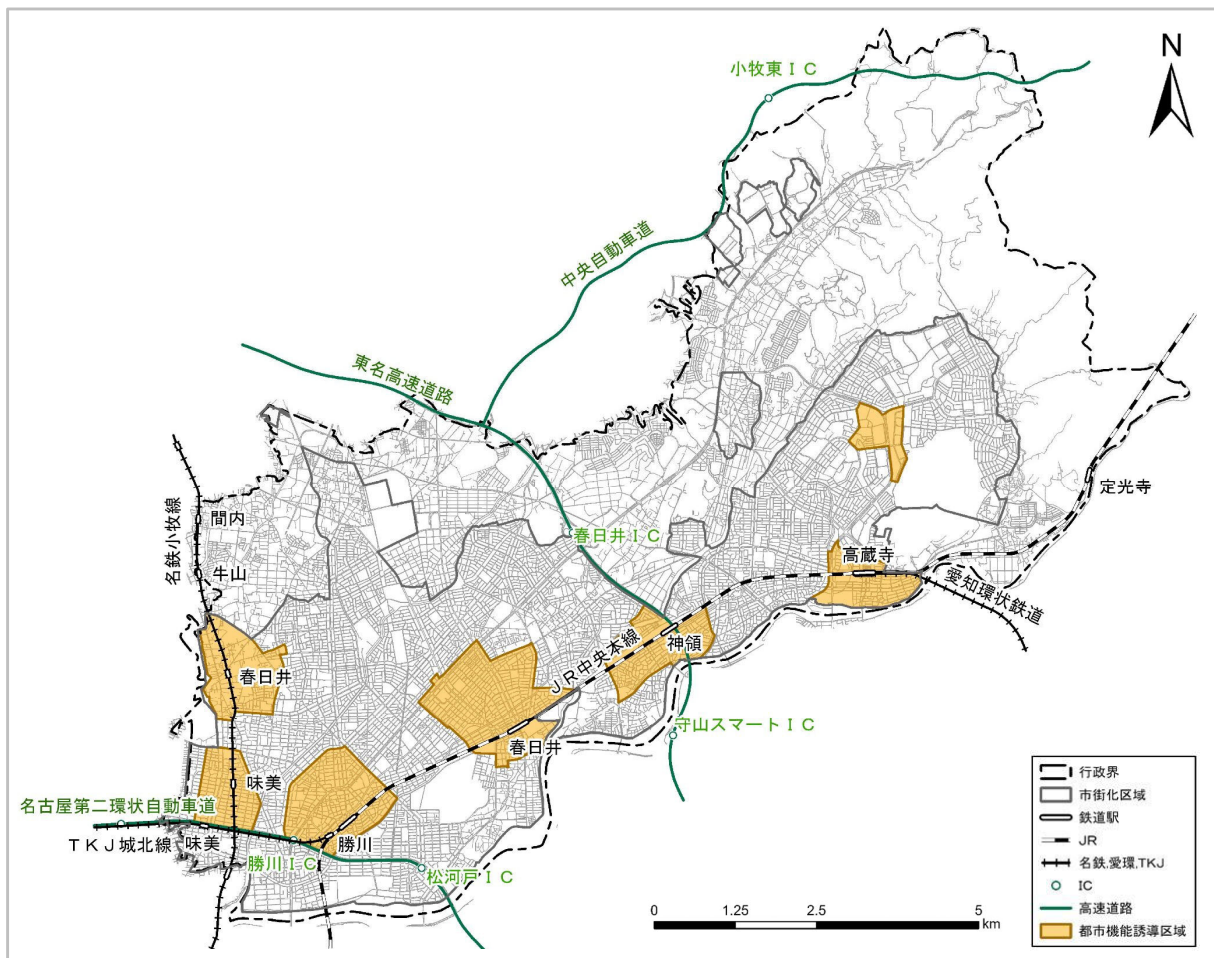 N
小牧東ＩＣ
中央自動車道
東名高速道路
名鉄小牧線
間内
牛山
春日井ＩＣ
定光寺
高蔵寺
愛知環状鉄道
ＪＲ中央本線
神領
春日井
春日井
守山スマートＩＣ
味美
名古屋第二環状自動車道
ＴＫＪ城北線
味美
勝川
勝川ＩＣ
松河戸ＩＣ
0 1.25 2.5 5
km
行政界
市街化区域
鉄道駅
JR
名鉄,愛環,TKJ
IC
高速道路
都市機能誘導区域